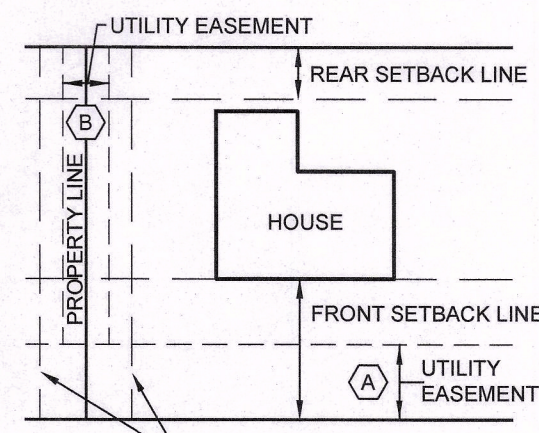 UTILITY EASEMENT
REAR SETBACK LINE
B
PROPERTY LINE
HOUSE
FRONT SETBACK LINE
A
UTILITY
EASEMENT